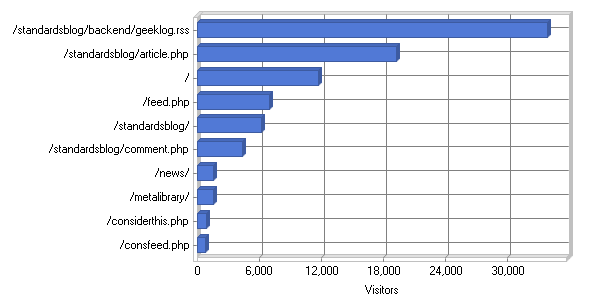 /standardsblog/backend/geeklog.rss
/standardsblog/article.php
/
/feed.php
/standardsblog/
/standardsblog/comment.php
/news/
/metalibrary/
/considerthis.php
/consfeed.php
0 6,000 12,000 18,000 24,000 30,000
Visitors